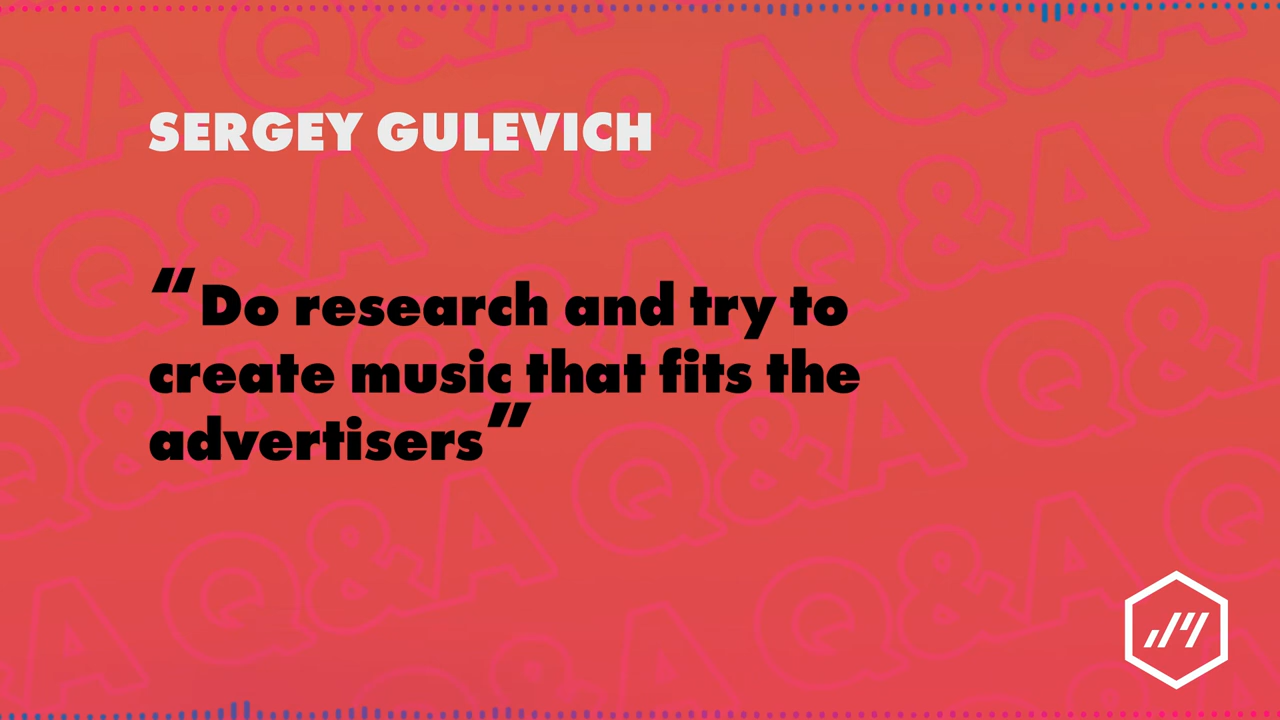 SERGEY GULEVICH
“Do research and try to
create music that fits the
advertisers”
Q&A
Q&A
Q&A
Q&A
Q&A
Q&A
Q&A
Q&A
Q&A
Q&A
Q&A